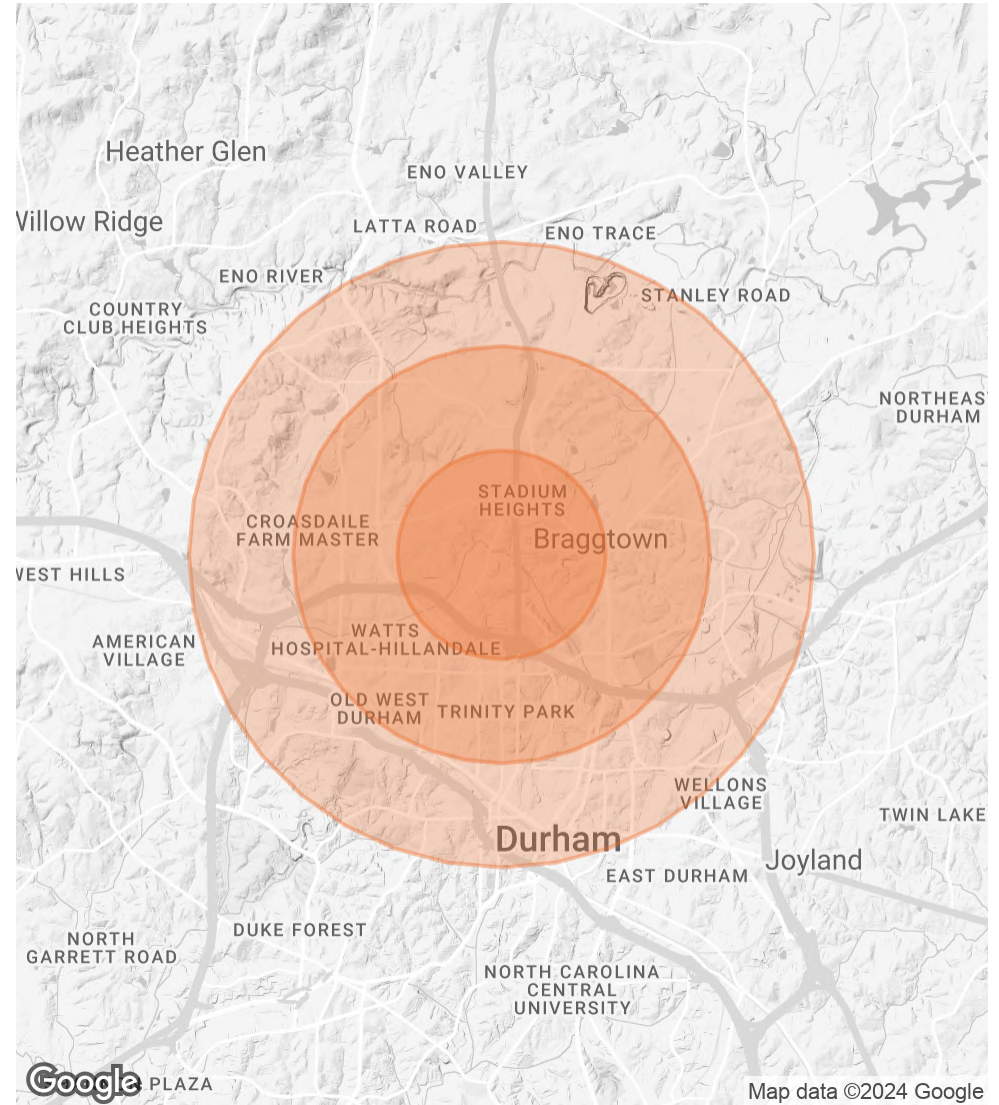 Heather Glen
ENO VALLEY
Willow Ridge
LATTA ROAD
ENO TRACE
ENO RIVER
STANLEY ROAD
COUNTRY
CLUB HEIGHTS
NORTHEAST
DURHAM
STADIUM
HEIGHTS
CROASDAILE
FARM MASTER
Braggtown
WEST HILLS
WATTS
HOSPITAL-HILLANDALE
AMERICAN
VILLAGE
OLD WEST
DURHAM
TRINITY PARK
WELLONS
VILLAGE
TWIN LAKE
Durham
Joyland
EAST DURHAM
DUKE FOREST
NORTH
GARRETT ROAD
NORTH CAROLINA
CENTRAL
UNIVERSITY
Google
PLAZA
Map data ©2024 Google